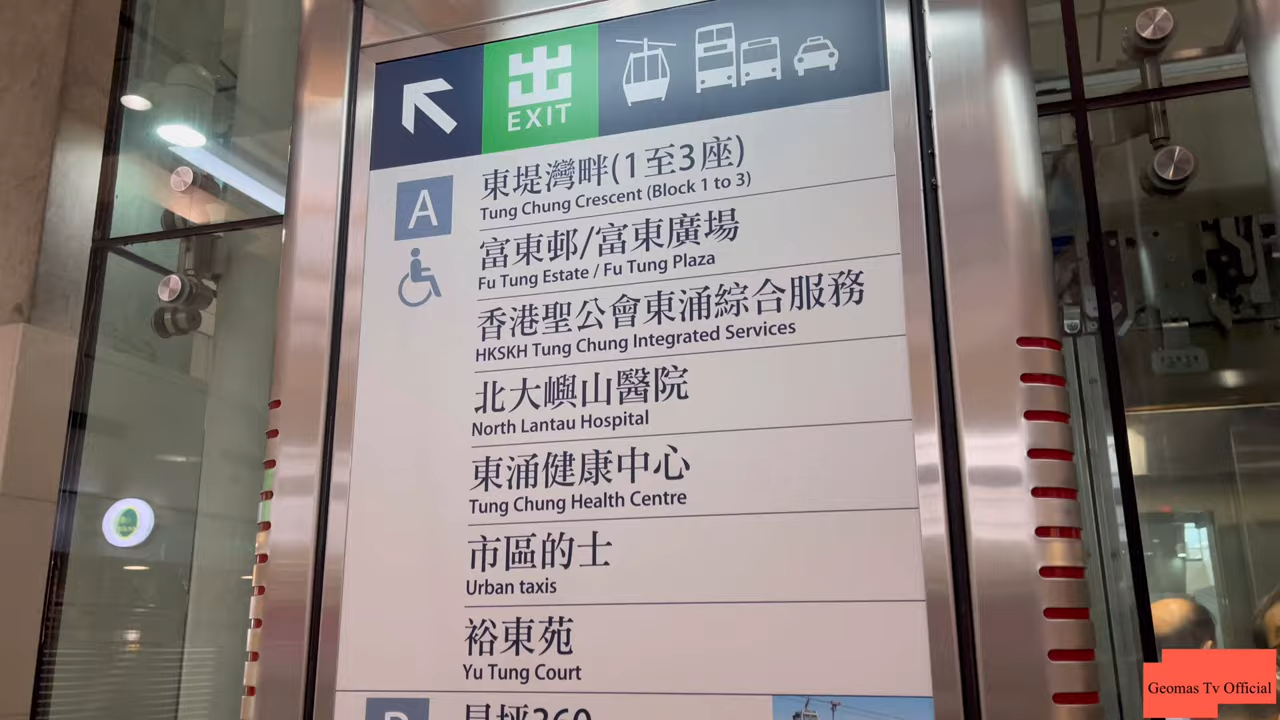 出
EXIT
A
東堤灣畔(1至3座)
Tung Chung Crescent (Block 1 to 3)
富東邨/富東廣場
Fu Tung Estate / Fu Tung Plaza
香港聖公會東涌綜合服務
HKSKH Tung Chung Integrated Services
北大嶼山醫院
North Lantau Hospital
東涌健康中心
Tung Chung Health Centre
市區的士
Urban taxis
裕東苑
Yu Tung Court
昂坪360
Geomas Tv Official